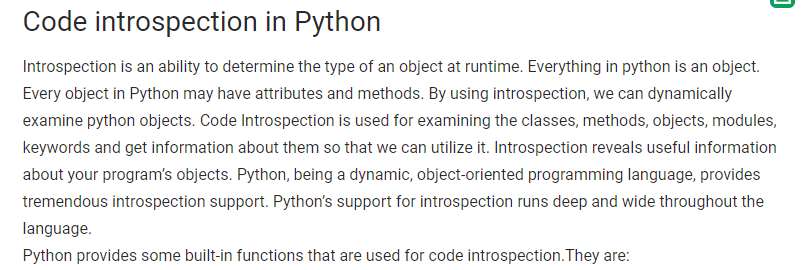 Code introspection in Python
Introspection is an ability to determine the type of an object at runtime. Everything in python is an object.
Every object in Python may have attributes and methods. By using introspection, we can dynamically
examine python objects. Code Introspection is used for examining the classes, methods, objects, modules,
keywords and get information about them so that we can utilize it. Introspection reveals useful information
about your program’s objects. Python, being a dynamic, object-oriented programming language, provides
tremendous introspection support. Python’s support for introspection runs deep and wide throughout the
language.
Python provides some built-in functions that are used for code introspection.They are: